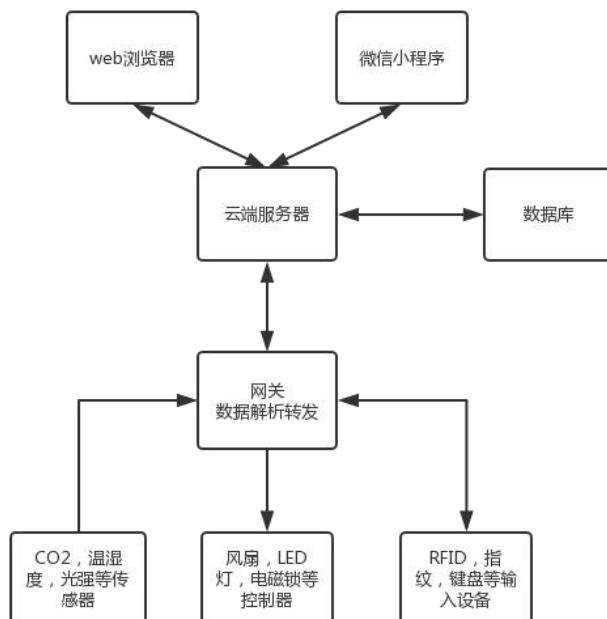 web浏览器
微信小程序
云端服务器
数据库
网关
数据解析转发
CO2，温湿
度，光强等传
感器
风扇，LED
灯，电磁锁等
控制器
RFID，指
纹，键盘等输
入设备